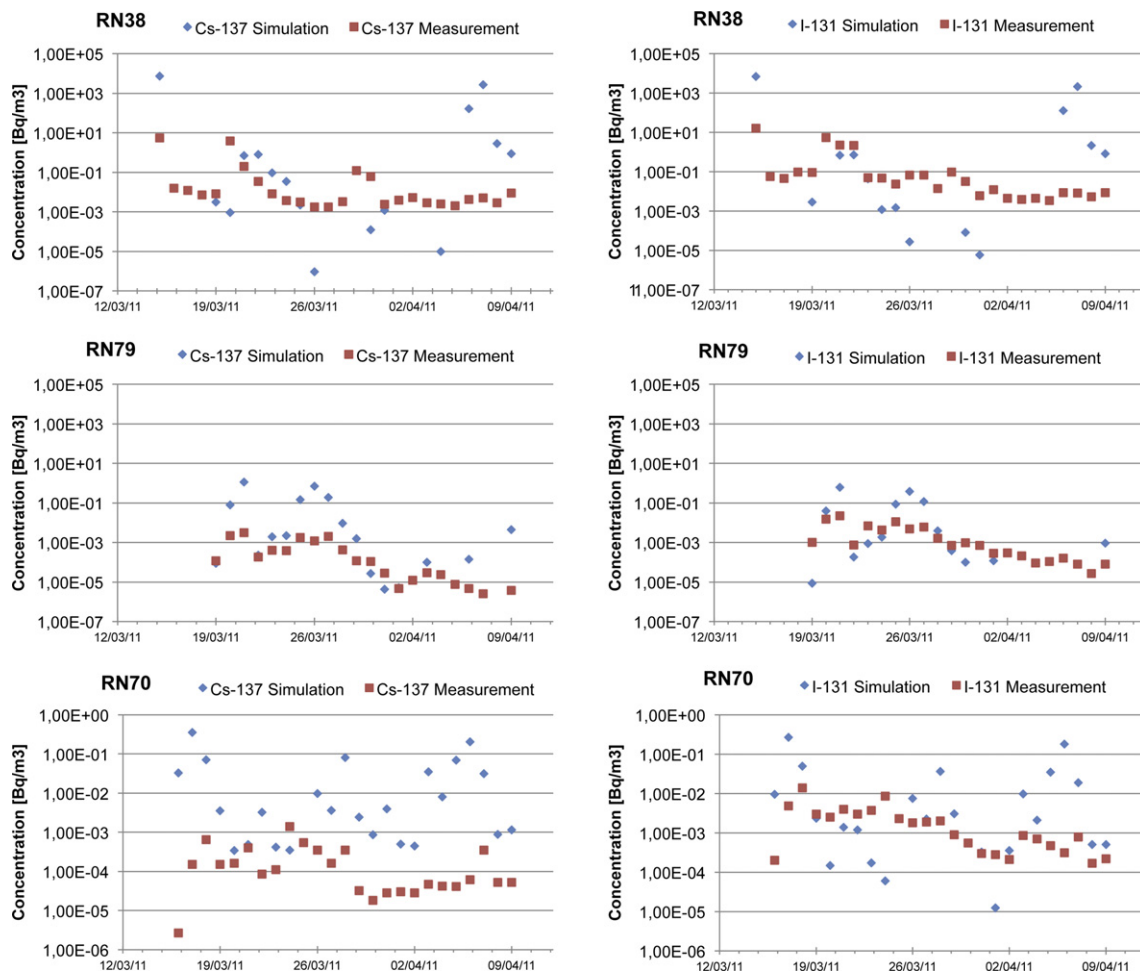 RN38
Cs-137 Simulation Cs-137 Measurement
Concentration [Bq/m3]
1,00E+05
1,00E+03
1,00E+01
1,00E-01
1,00E-03
1,00E-05
1,00E-07
12/03/11 19/03/11 26/03/11 02/04/11 09/04/11
RN38
I-131 Simulation I-131 Measurement
Concentration [Bq/m3]
1,00E+05
1,00E+03
1,00E+01
1,00E-01
1,00E-03
1,00E-05
11,00E-07
12/03/11 19/03/11 26/03/11 02/04/11 09/04/11
RN79
Cs-137 Simulation Cs-137 Measurement
Concentration [Bq/m3]
1,00E+05
1,00E+03
1,00E+01
1,00E-01
1,00E-03
1,00E-05
1,00E-07
12/03/11 19/03/11 26/03/11 02/04/11 09/04/11
RN79
I-131 Simulation I-131 Measurement
Concentration [Bq/m3]
1,00E+05
1,00E+03
1,00E+01
1,00E-01
1,00E-03
1,00E-05
1,00E-07
12/03/11 19/03/11 26/03/11 02/04/11 09/04/11
RN70
Cs-137 Simulation Cs-137 Measurement
Concentration [Bq/m3]
1,00E+00
1,00E-01
1,00E-02
1,00E-03
1,00E-04
1,00E-05
1,00E-06
12/03/11 19/03/11 26/03/11 02/04/11 09/04/11
RN70
I-131 Simulation I-131 Measurement
Concentration [Bq/m3]
1,00E+00
1,00E-01
1,00E-02
1,00E-03
1,00E-04
1,00E-05
1,00E-06
12/03/11 19/03/11 26/03/11 02/04/11 09/04/11